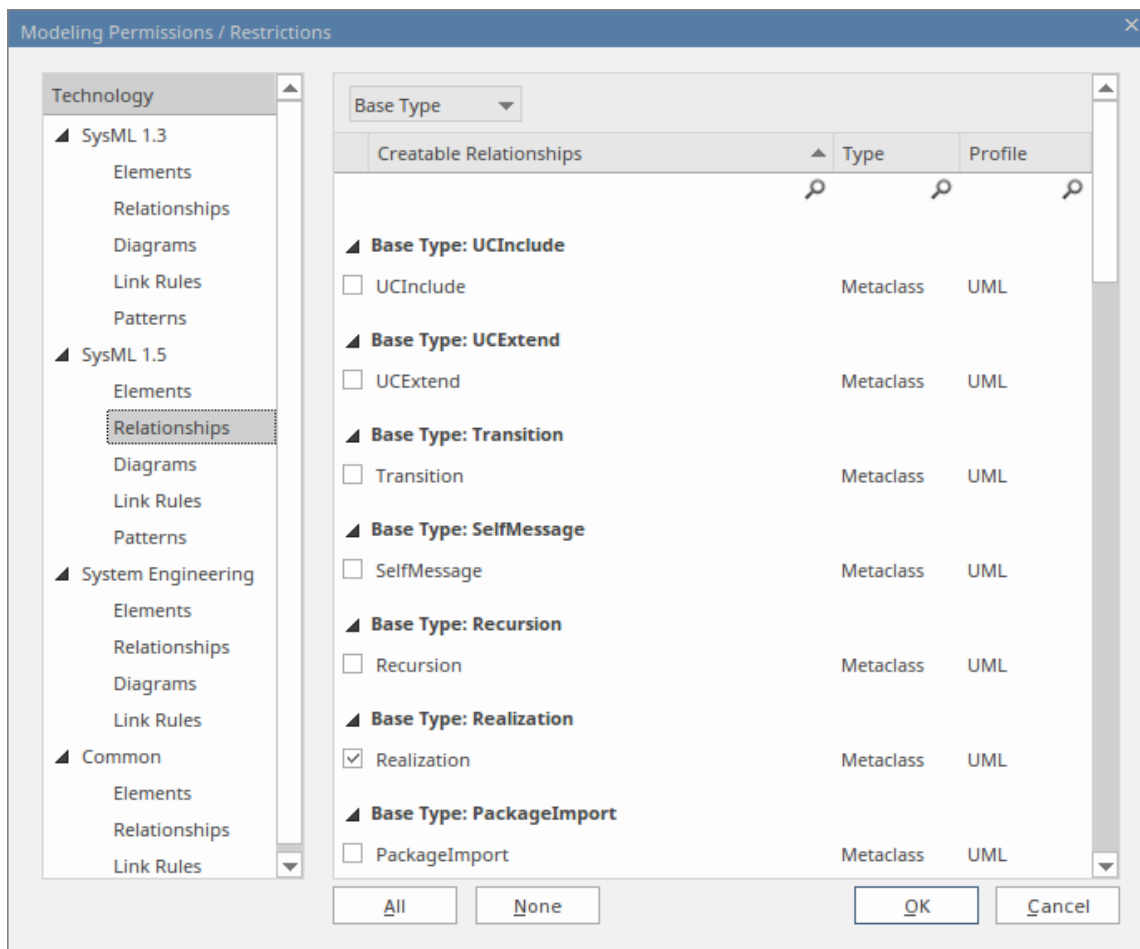 Modeling Permissions / Restrictions
Technology
SysML 1.3
Elements
Relationships
Diagrams
Link Rules
Patterns
SysML 1.5
Elements
Relationships
Diagrams
Link Rules
Patterns
System Engineering
Elements
Relationships
Diagrams
Link Rules
Common
Elements
Relationships
Link Rules
Base Type
Creatable Relationships Type Profile
Base Type: UCInclude
UCInclude Metaclass UML
Base Type: UCExtend
UCExtend Metaclass UML
Base Type: Transition
Transition Metaclass UML
Base Type: SelfMessage
SelfMessage Metaclass UML
Base Type: Recursion
Recursion Metaclass UML
Base Type: Realization
Realization Metaclass UML
Base Type: PackageImport
PackageImport Metaclass UML
All None OK Cancel